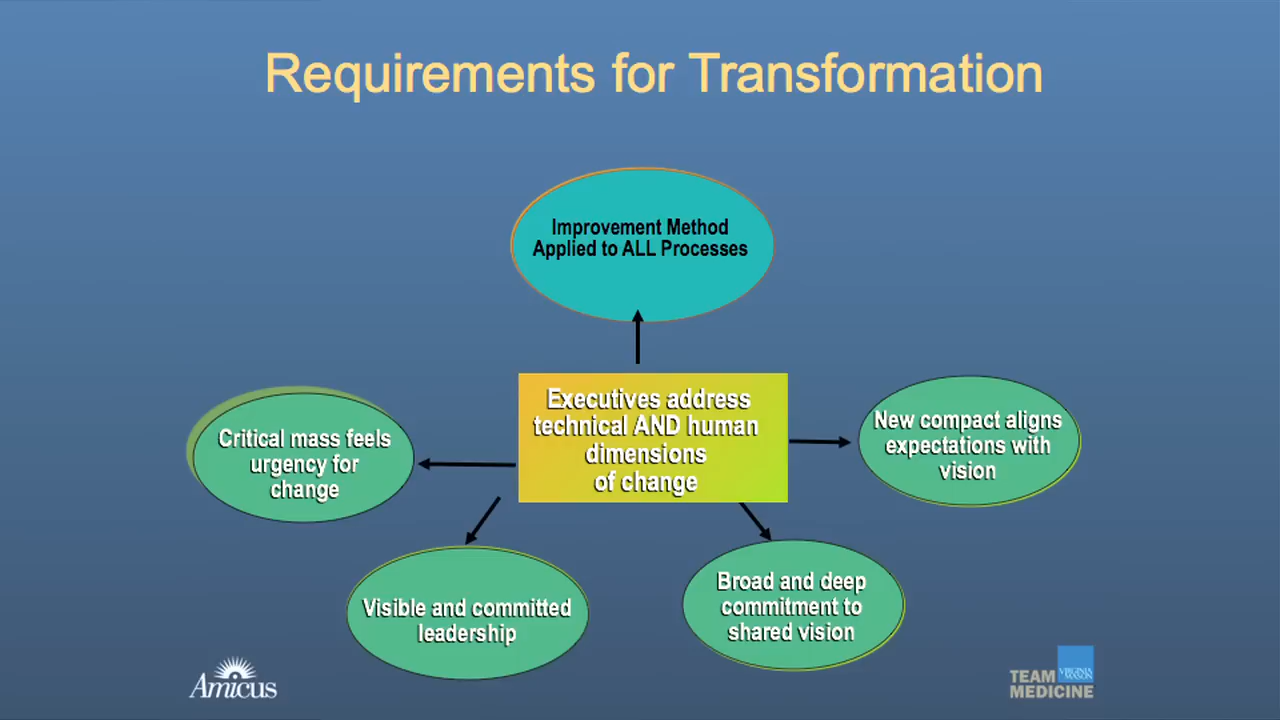 Requirements for Transformation
Improvement Method
Applied to ALL Processes
Executives address
technical AND human
dimensions
of change
Critical mass feels
urgency for
change
New compact aligns
expectations with
vision
Visible and committed
leadership
Broad and deep
commitment to
shared vision
Amicus
TEAM
MEDICINE
VIRGINIA
MASON